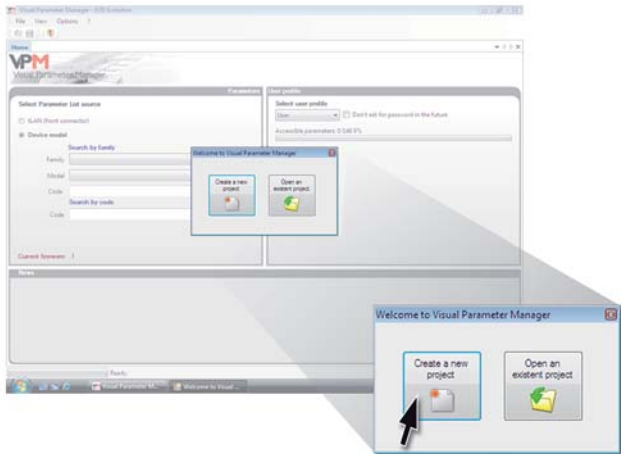 Visual Parameter Manager
File View Options ?
Home
VPM
Visual Parameter Manager
Parameters
User profile
Select Parameter List source
Select user profile
User
Don't ask for password in the future
Device model
Search by family
Family
Model
Code
Search by code
Code
Welcome to Visual Parameter Manager
Create a new
project
Open an
existent project
Current firmware: ?
News
Ready
Visual Parameter M...
Welcome to Visual ...
Welcome to Visual Parameter Manager
Create a new
project
Open an
existent project